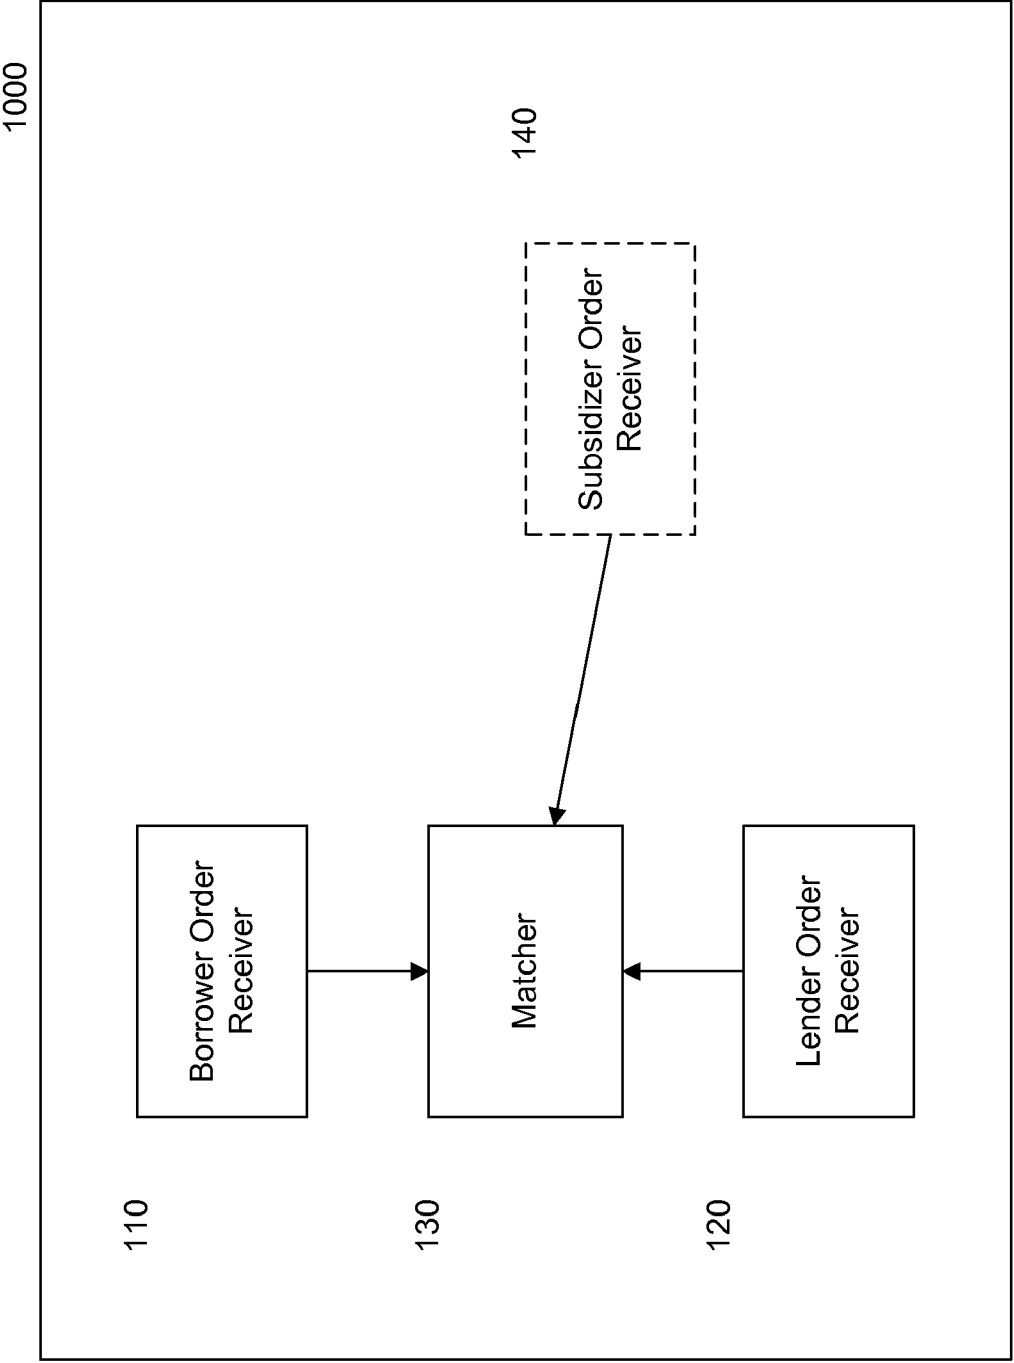 1000
110
Borrower Order
Receiver
130
Matcher
140
Subsidizer Order
Receiver
120
Lender Order
Receiver